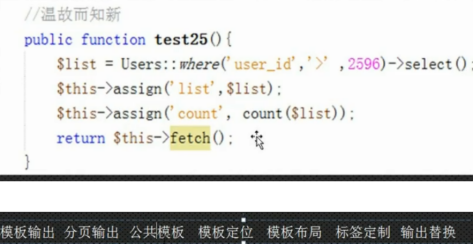 //温故而知新
public function test25(){
$list = Users::where('user_id','>' ,2596)->select();
$this->assign('list',$list);
$this->assign('count', count($list));
return $this->fetch();
}
模板输出 分页输出 公共模板 模板定位 模板布局 标签定制 输出替换